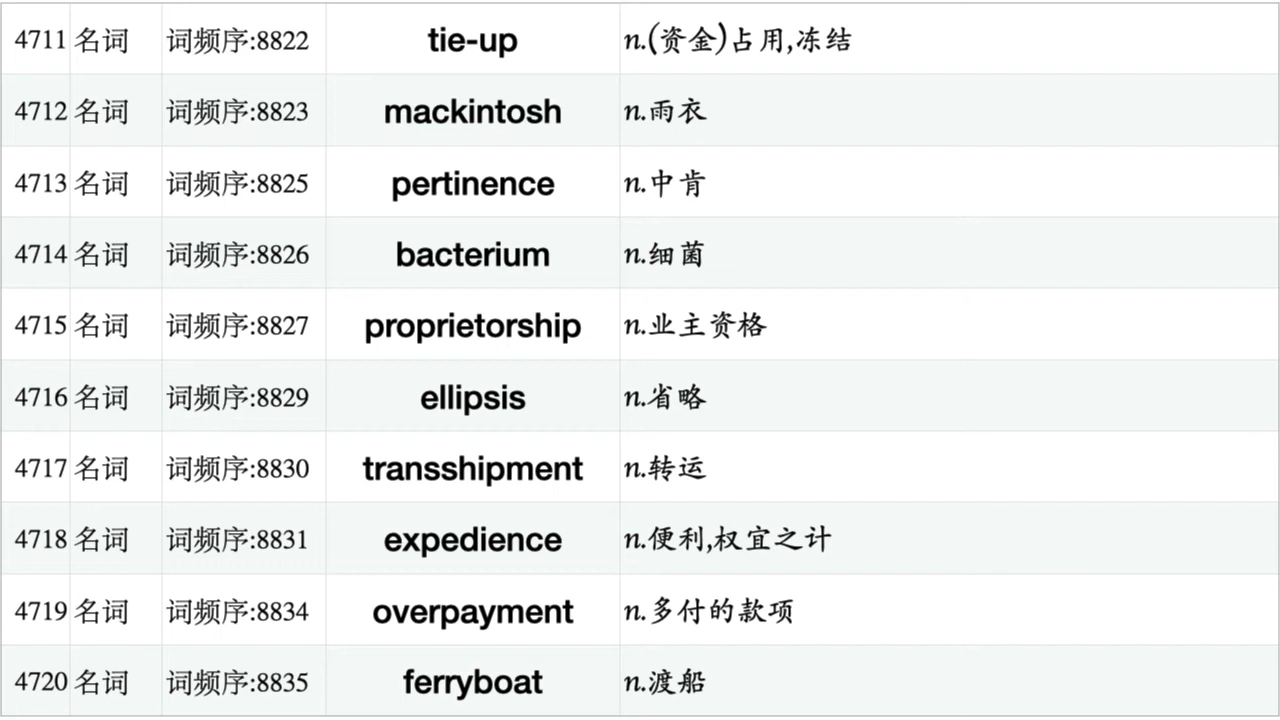 4711 名词 词频序:8822 tie-up n.(资金)占用,冻结
4712 名词 词频序:8823 mackintosh n.雨衣
4713 名词 词频序:8825 pertinence n.中肯
4714 名词 词频序:8826 bacterium n.细菌
4715 名词 词频序:8827 proprietorship n.业主资格
4716 名词 词频序:8829 ellipsis n.省略
4717 名词 词频序:8830 transshipment n.转运
4718 名词 词频序:8831 expedience n.便利,权宜之计
4719 名词 词频序:8834 overpayment n.多付的款项
4720 名词 词频序:8835 ferryboat n.渡船